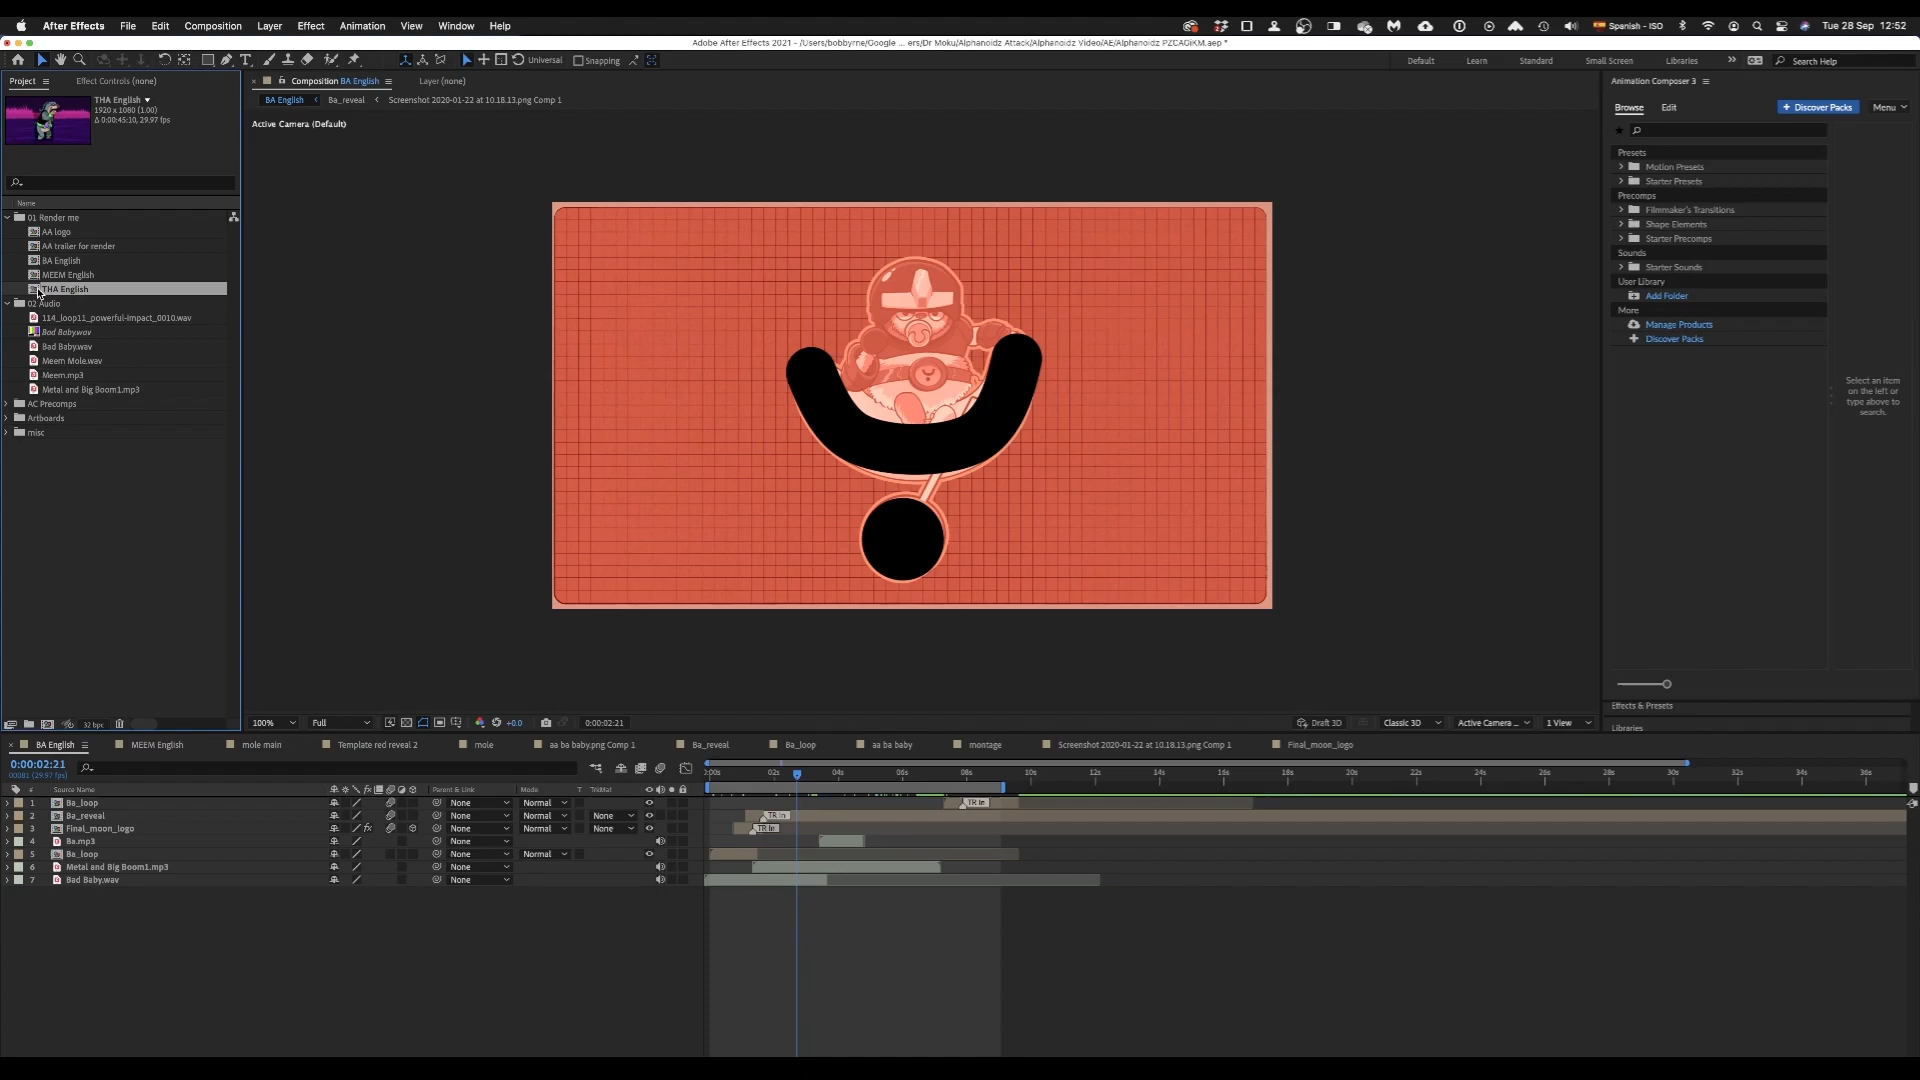 After Effects File Edit Composition Layer Effect Animation View Window Help
Spanish - ISO Tue 28 Sep 12:52
Adobe After Effects 2021 - /Users/bobbyrne/Google ... ers/Dr Moku/Alphanoidz Attack/Alphanoidz Video/AE/Alphanoidz PZCAGIKM.aep *
Universal Snapping Default Learn Standard Small Screen Libraries Search Help
Project Effect Controls (none)
THA English
1920 x 1080 (1.00)
Δ 0:00:45:10, 29.97 fps
Name
01 Render me
AA logo
AA trailer for render
BA English
MEEM English
THA English
02 Audio
114_loop11_powerful-impact_0010.wav
Bad Baby.wav
Bad Baby.wav
Meem Mole.wav
Meem.mp3
Metal and Big Boom1.mp3
AC Precomps
Artboards
misc
32 bpc
Composition BA English Layer (none)
BA English Ba_reveal Screenshot 2020-01-22 at 10.18.13.png Comp 1
Active Camera (Default)
100% Full +0.0 0:00:02:21 Draft 3D Classic 3D Active Camera ... 1 View
Animation Composer 3
Browse Edit + Discover Packs Menu
Presets
Motion Presets
Starter Presets
Precomps
Filmmaker's Transitions
Shape Elements
Starter Precomps
Sounds
Starter Sounds
User Library
Add Folder
More
Manage Products
Discover Packs
Select an item
on the left or
type above to
search.
Effects & Presets
Libraries
BA English MEEM English mole main Template red reveal 2 mole aa ba baby.png Comp 1 Ba_reveal Ba_loop aa ba baby montage Screenshot 2020-01-22 at 10.18.13.png Comp 1 Final_moon_logo
0:00:02:21
00081 (29.97 fps)
:00s 02s 04s 06s 08s 10s 12s 14s 16s 18s 20s 22s 24s 26s 28s 30s 32s 34s 36s
# Source Name Parent & Link Mode T TrkMat
1 Ba_loop None Normal TR In
2 Ba_reveal None Normal None TR In
3 Final_moon_logo fx None Normal None TR In
4 Ba.mp3 None
5 Ba_loop None Normal
6 Metal and Big Boom1.mp3 None
7 Bad Baby.wav None